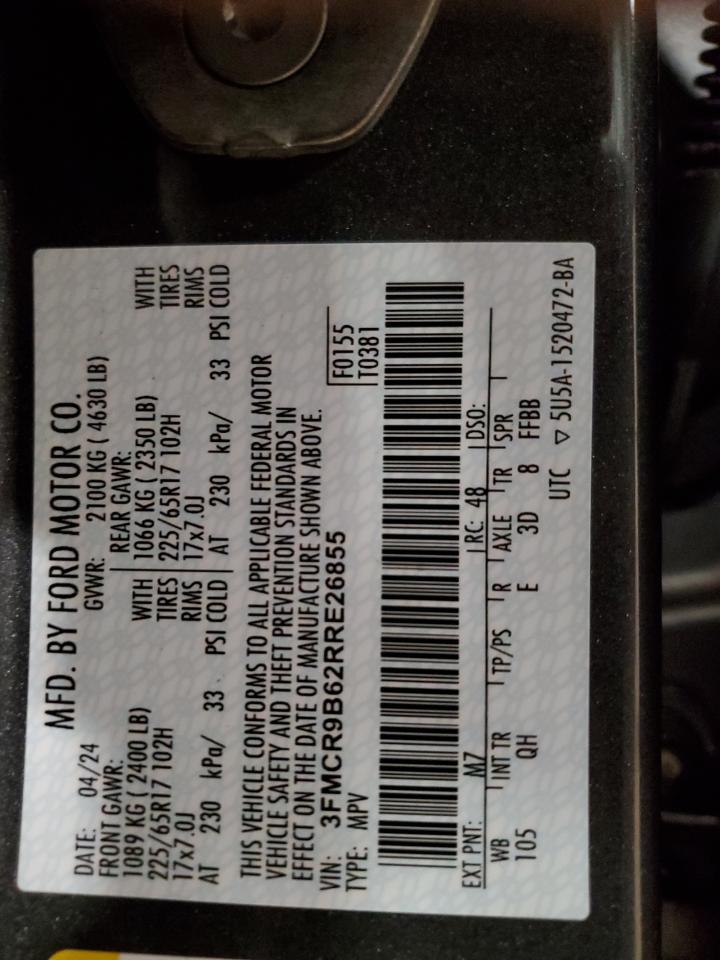 MFD. BY FORD MOTOR CO.
DATE: 04/24 GVWR: 2100 KG ( 4630 LB)
FRONT GAWR: REAR GAWR:
1089 KG ( 2400 LB) WITH 1066 KG ( 2350 LB) WITH
225/65R17 102H TIRES 225/65R17 102H TIRES
17x7.0J RIMS 17x7.0J RIMS
AT 230 kPa/ 33 PSI COLD AT 230 kPa/ 33 PSI COLD
THIS VEHICLE CONFORMS TO ALL APPLICABLE FEDERAL MOTOR
VEHICLE SAFETY AND THEFT PREVENTION STANDARDS IN
EFFECT ON THE DATE OF MANUFACTURE SHOWN ABOVE.
VIN: 3FMCR9B62RRE26855 F0155
TYPE: MPV T0381
EXT PNT: M7 RC: 48 DSO:
WB INT TR TP/PS R AXLE TR SPR
105 QH E 3D 8 FFBB
UTC ▽ 5U5A-1520472-BA